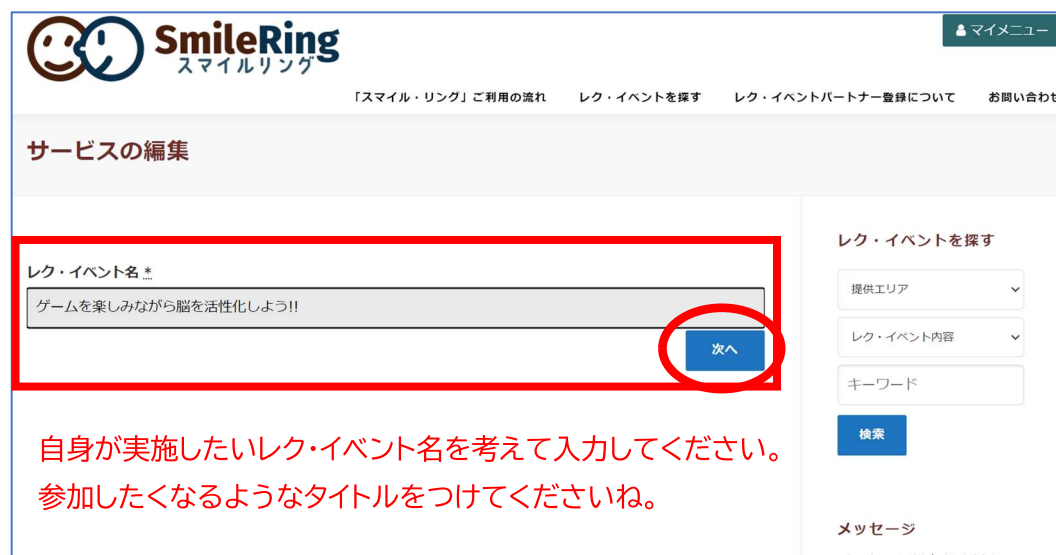 SmileRing
スマイルリング
マイメニュー
「スマイル・リング」ご利用の流れ レク・イベントを探す レク・イベントパートナー登録について お問い合わせ
サービスの編集
レク・イベント名 *
ゲームを楽しみながら脳を活性化しよう!!
次へ
自身が実施したいレク・イベント名を考えて入力してください。
参加したくなるようなタイトルをつけてくださいね。
レク・イベントを探す
提供エリア
レク・イベント内容
キーワード
検索
メッセージ